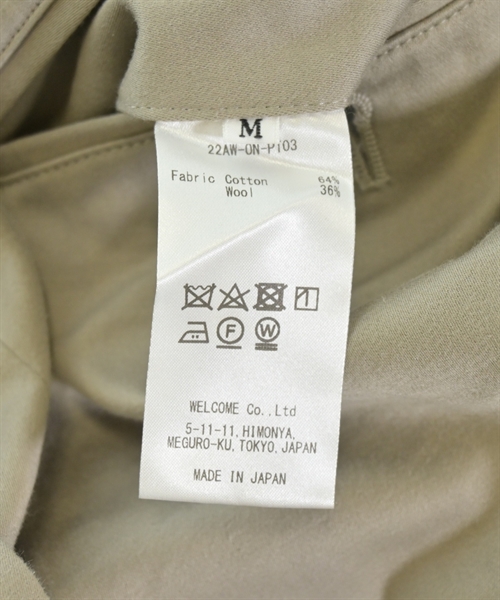 M
22AW-ON-PT03
Fabric Cotton 64%
Wool 36%
F W
WELCOME Co.,Ltd
5-11-11,HIMONYA,
MEGURO-KU,TOKYO,JAPAN
MADE IN JAPAN